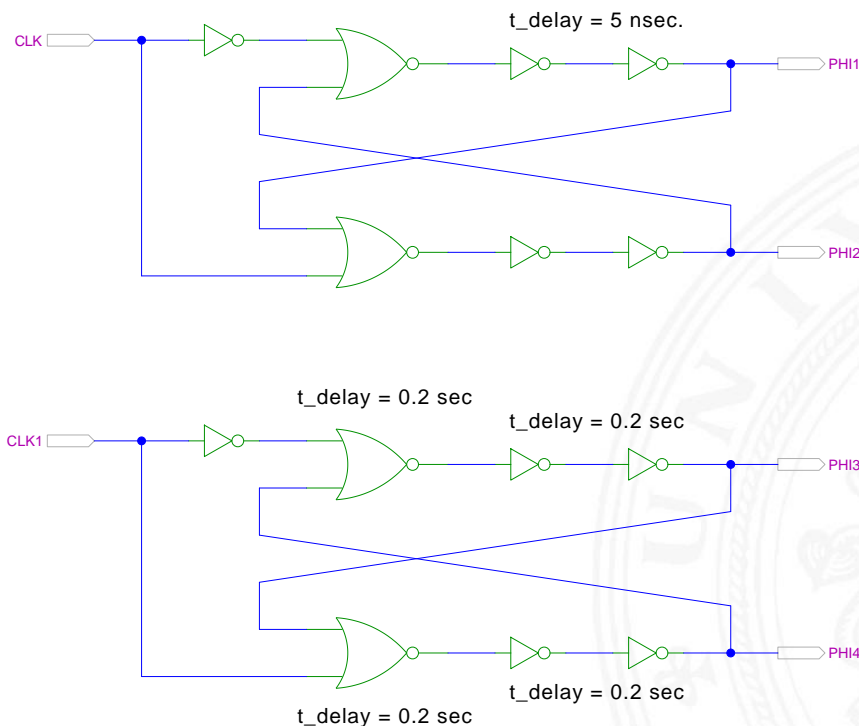 t_delay = 5 nsec.
CLK
PHI1
PHI2
t_delay = 0.2 sec
t_delay = 0.2 sec
CLK1
PHI3
PHI4
t_delay = 0.2 sec
t_delay = 0.2 sec
U N I